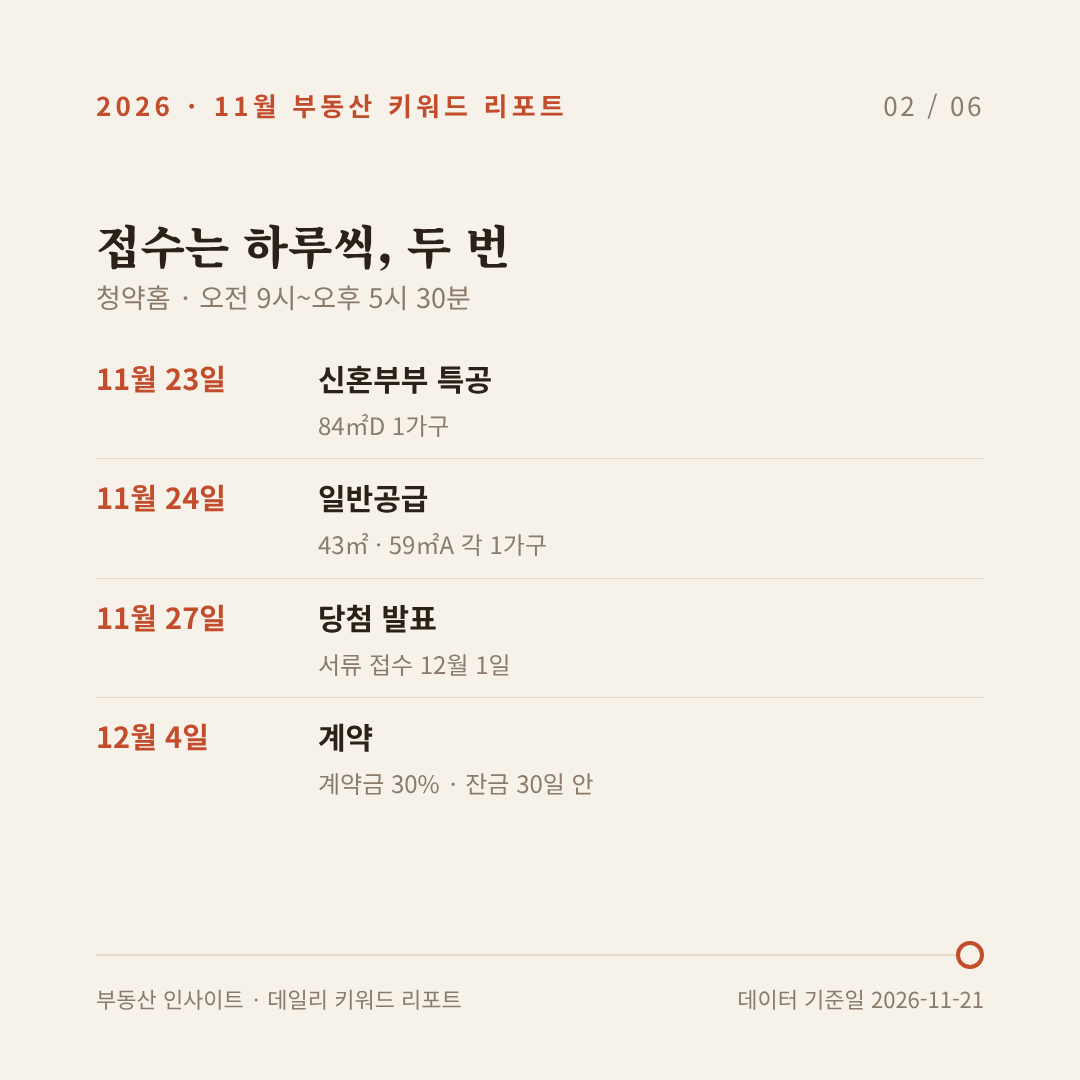 2026 · 11월 부동산 키워드 리포트
02 / 06
접수는 하루씩, 두 번
청약홈 · 오전 9시~오후 5시 30분
11월 23일
신혼부부 특공
84㎡D 1가구
11월 24일
일반공급
43㎡ · 59㎡A 각 1가구
11월 27일
당첨 발표
서류 접수 12월 1일
12월 4일
계약
계약금 30% · 잔금 30일 안
부동산 인사이트 · 데일리 키워드 리포트
데이터 기준일 2026-11-21